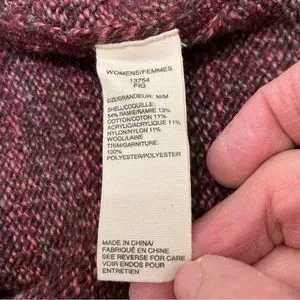 WOMENS/FEMMES
13754
FIG
SIZE/GRANDEUR: M/M
SHELL/COQUILLE:
54% RAMIE/RAMIE 13%
COTTON/COTON 11%
ACRYLIC/ACRYLIQUE 11%
NYLON/NYLON 11%
WOOL/LAINE
TRIM/GARNITURE:
100%
POLYESTER/POLYESTER
MADE IN CHINA/
FABRIQUÉ EN CHINE
SEE REVERSE FOR CARE
VOIR ENDOS POUR
ENTRETIEN